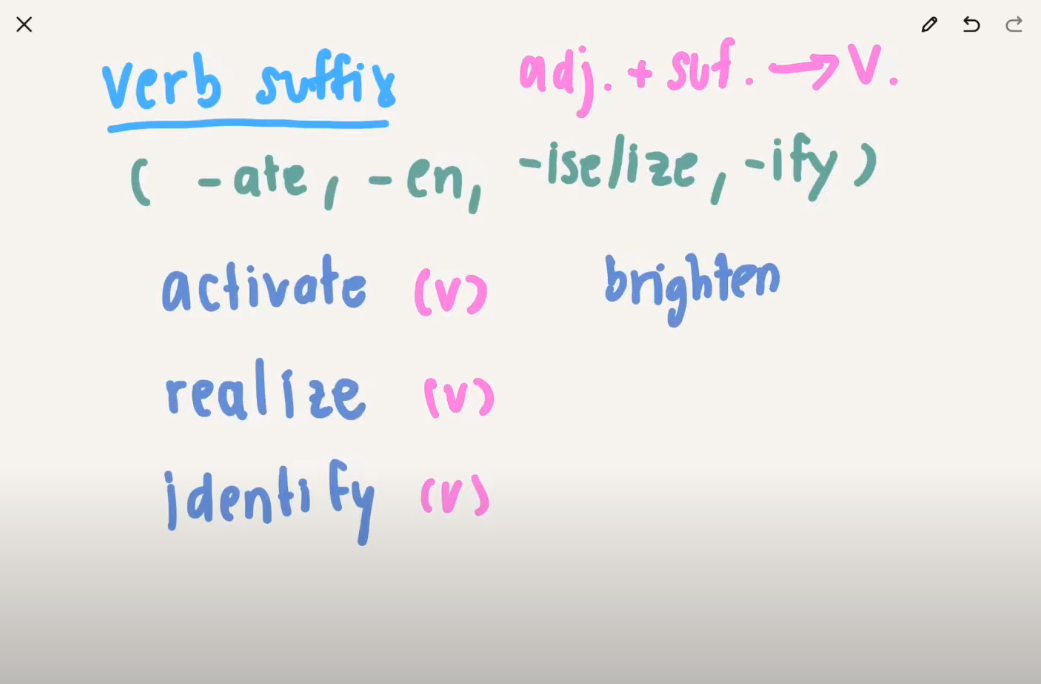 verb suffix adj. + suf. → V.
( -ate, -en, -ise/ize, -ify )
activate (v) brighten
realize (v)
identify (v)